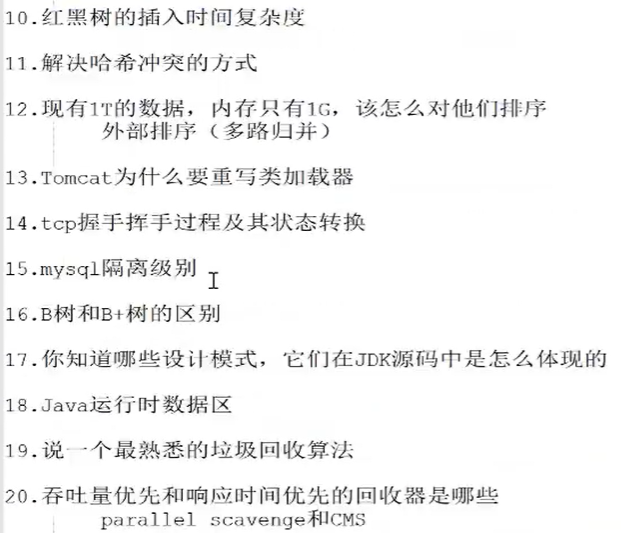 10.红黑树的插入时间复杂度
11.解决哈希冲突的方式
12.现有1T的数据，内存只有1G，该怎么对他们排序
外部排序（多路归并）
13.Tomcat为什么要重写类加载器
14.tcp握手挥手过程及其状态转换
15.mysql隔离级别
16.B树和B+树的区别
17.你知道哪些设计模式，它们在JDK源码中是怎么体现的
18.Java运行时数据区
19.说一个最熟悉的垃圾回收算法
20.吞吐量优先和响应时间优先的回收器是哪些
parallel scavenge和CMS